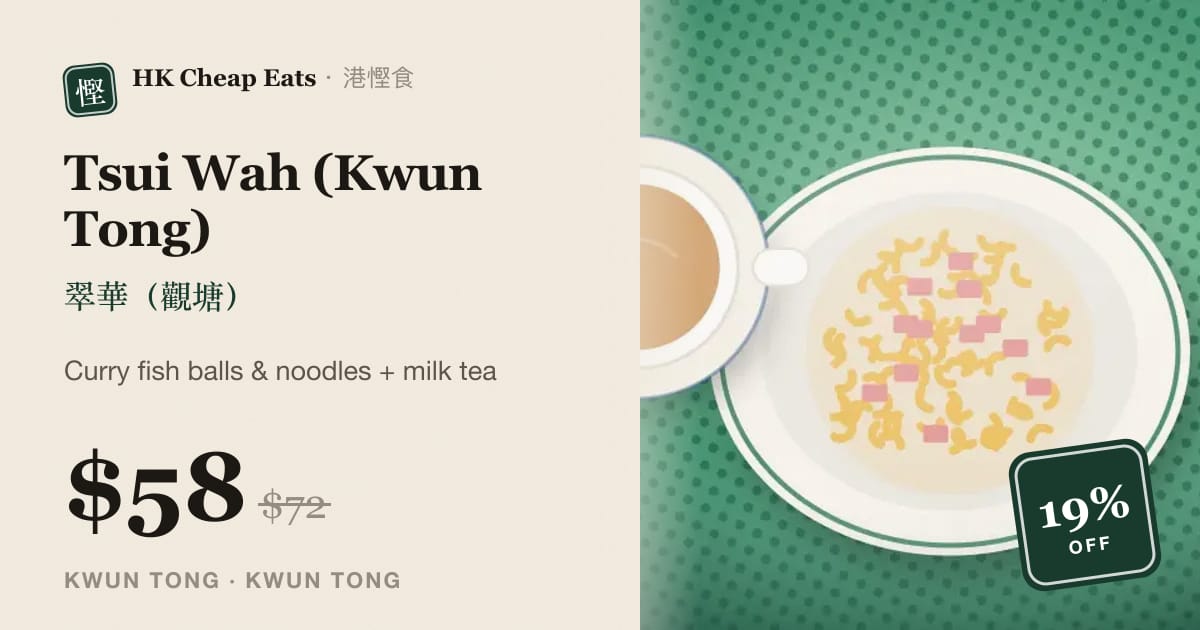 慳
HK Cheap Eats · 港慳食
Tsui Wah (Kwun
Tong)
翠華（觀塘）
Curry fish balls & noodles + milk tea
$58 $72
KWUN TONG · KWUN TONG
19%
OFF